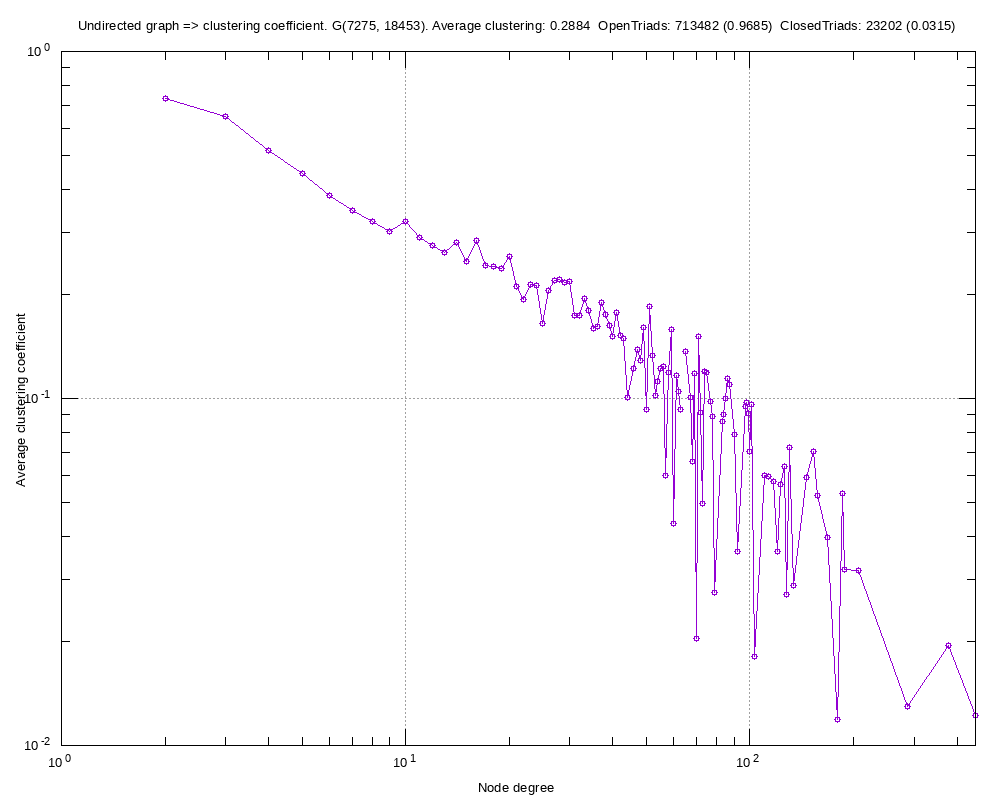 Undirected graph => clustering coefficient. G(7275, 18453). Average clustering: 0.2884  OpenTriads: 713482 (0.9685)  ClosedTriads: 23202 (0.0315)
10^0
10^-1
10^-2
Average clustering coefficient
10^0 10^1 10^2
Node degree